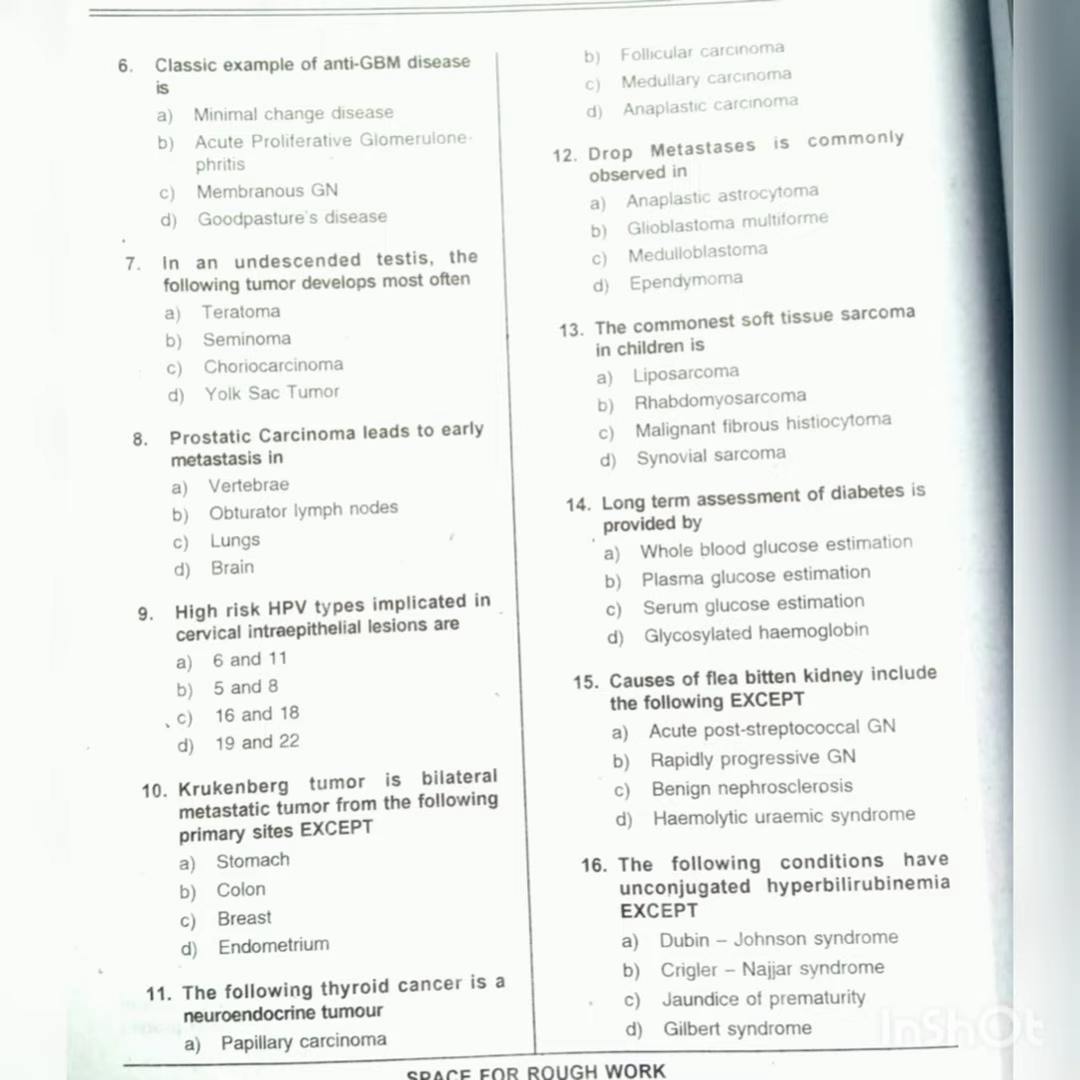 6. Classic example of anti-GBM disease
is
a) Minimal change disease
b) Acute Proliferative Glomerulone-
phritis
c) Membranous GN
d) Goodpasture's disease
7. In an undescended testis, the
following tumor develops most often
a) Teratoma
b) Seminoma
c) Choriocarcinoma
d) Yolk Sac Tumor
8. Prostatic Carcinoma leads to early
metastasis in
a) Vertebrae
b) Obturator lymph nodes
c) Lungs
d) Brain
9. High risk HPV types implicated in
cervical intraepithelial lesions are
a) 6 and 11
b) 5 and 8
c) 16 and 18
d) 19 and 22
10. Krukenberg tumor is bilateral
metastatic tumor from the following
primary sites EXCEPT
a) Stomach
b) Colon
c) Breast
d) Endometrium
11. The following thyroid cancer is a
neuroendocrine tumour
a) Papillary carcinoma
b) Follicular carcinoma
c) Medullary carcinoma
d) Anaplastic carcinoma
12. Drop Metastases is commonly
observed in
a) Anaplastic astrocytoma
b) Glioblastoma multiforme
c) Medulloblastoma
d) Ependymoma
13. The commonest soft tissue sarcoma
in children is
a) Liposarcoma
b) Rhabdomyosarcoma
c) Malignant fibrous histiocytoma
d) Synovial sarcoma
14. Long term assessment of diabetes is
provided by
a) Whole blood glucose estimation
b) Plasma glucose estimation
c) Serum glucose estimation
d) Glycosylated haemoglobin
15. Causes of flea bitten kidney include
the following EXCEPT
a) Acute post-streptococcal GN
b) Rapidly progressive GN
c) Benign nephrosclerosis
d) Haemolytic uraemic syndrome
16. The following conditions have
unconjugated hyperbilirubinemia
EXCEPT
a) Dubin – Johnson syndrome
b) Crigler – Najjar syndrome
c) Jaundice of prematurity
d) Gilbert syndrome
InShOt
SPACE FOR ROUGH WORK